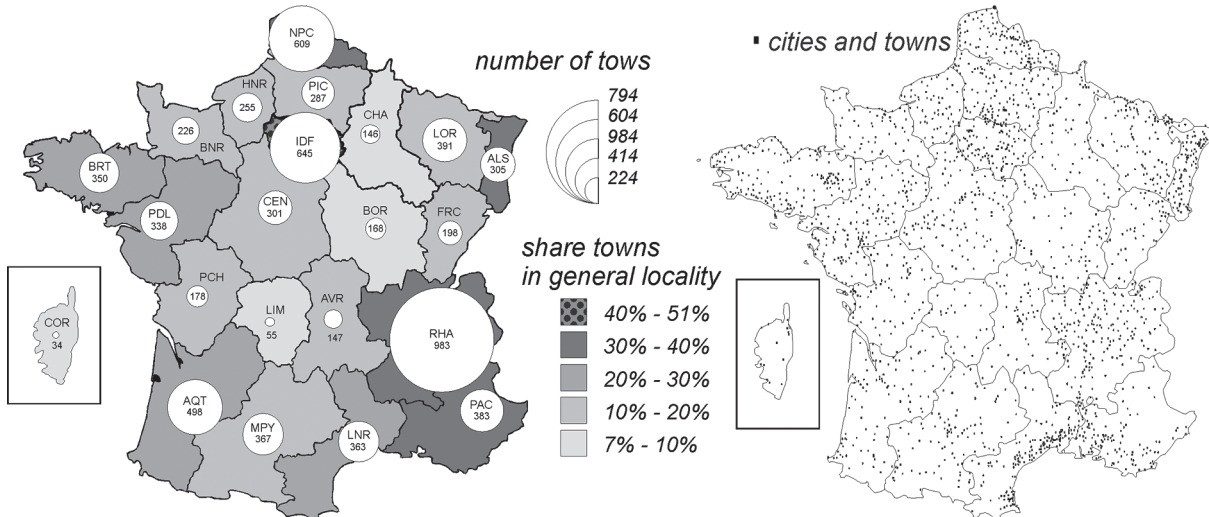 NPC
609
number of tows
794
604
984
414
224
HNR
255
PIC
287
CHA
146
226
BNR
IDF
645
LOR
391
ALS
305
BRT
350
PDL
338
CEN
301
BOR
168
FRC
198
share towns
in general locality
40% - 51%
30% - 40%
20% - 30%
10% - 20%
7% - 10%
PCH
178
LIM
55
AVR
147
RHA
983
COR
34
AQT
498
MPY
367
LNR
363
PAC
383
cities and towns